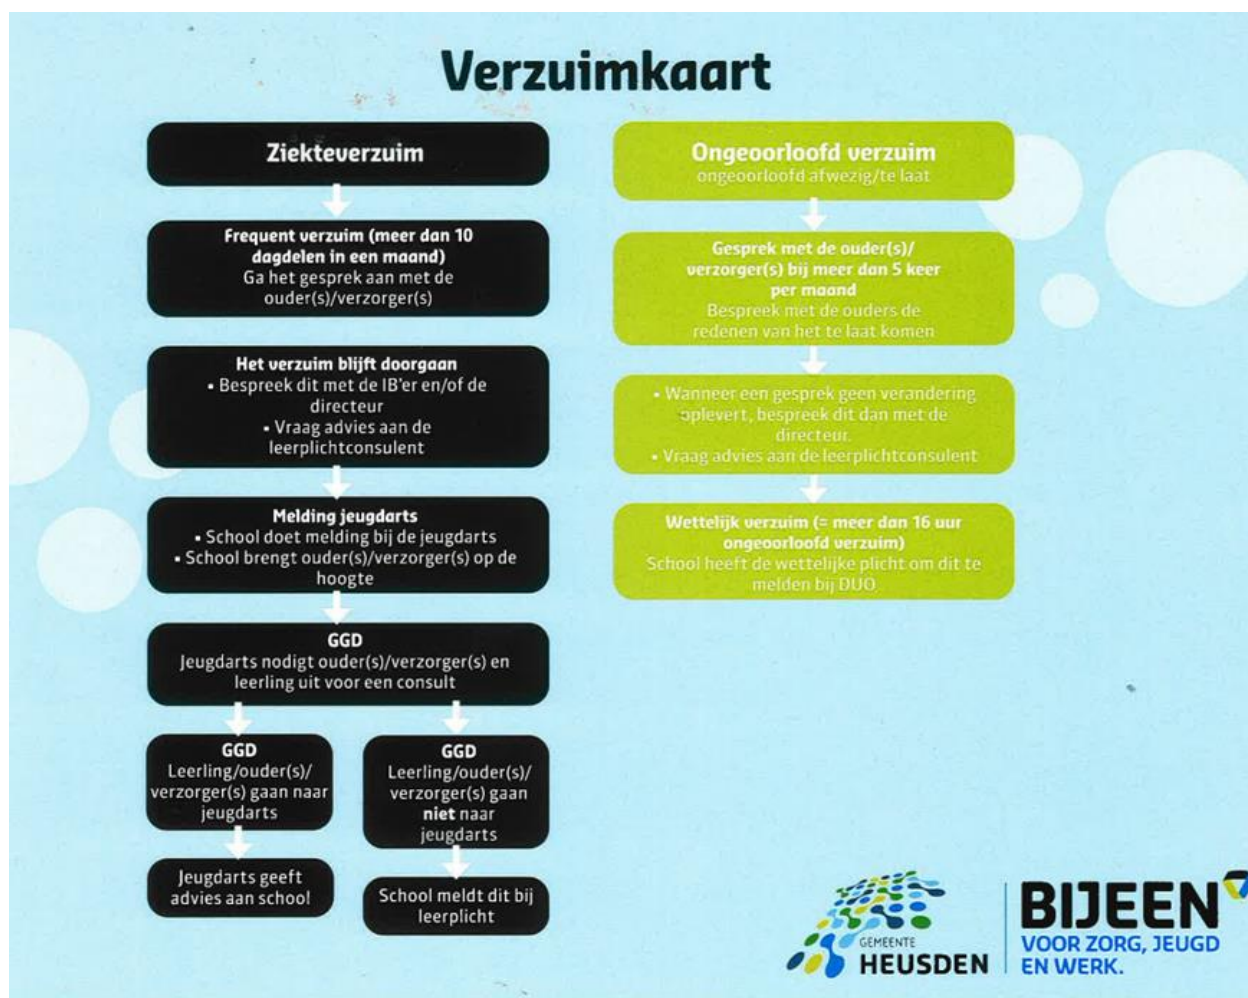 Verzuimkaart
Ziekteverzuim
Frequent verzuim (meer dan 10
dagdelen in een maand)
Ga het gesprek aan met de
ouder(s)/verzorger(s)
Het verzuim blijft doorgaan
▪ Bespreek dit met de IB'er en/of de
directeur
▪ Vraag advies aan de
leerplichtconsulent
Melding jeugdarts
▪ School doet melding bij de jeugdarts
▪ School brengt ouder(s)/verzorger(s) op de
hoogte
GGD
Jeugdarts nodigt ouder(s)/verzorger(s) en
leerling uit voor een consult
GGD
Leerling/ouder(s)/
verzorger(s) gaan naar
jeugdarts
Jeugdarts geeft
advies aan school
GGD
Leerling/ouder(s)/
verzorger(s) gaan
niet naar
jeugdarts
School meldt dit bij
leerplicht
Ongeoorloofd verzuim
ongeoorloofd afwezig/te laat
Gesprek met de ouder(s)/
verzorger(s) bij meer dan 5 keer
per maand
Bespreek met de ouders de
redenen van het te laat komen
▪ Wanneer een gesprek geen verandering
oplevert, bespreek dit dan met de
directeur.
▪ Vraag advies aan de leerplichtconsulent
Wettelijk verzuim (= meer dan 16 uur
ongeoorloofd verzuim)
School heeft de wettelijke plicht om dit te
melden bij DUO
GEMEENTE
HEUSDEN
BIJEEN
VOOR ZORG, JEUGD
EN WERK.